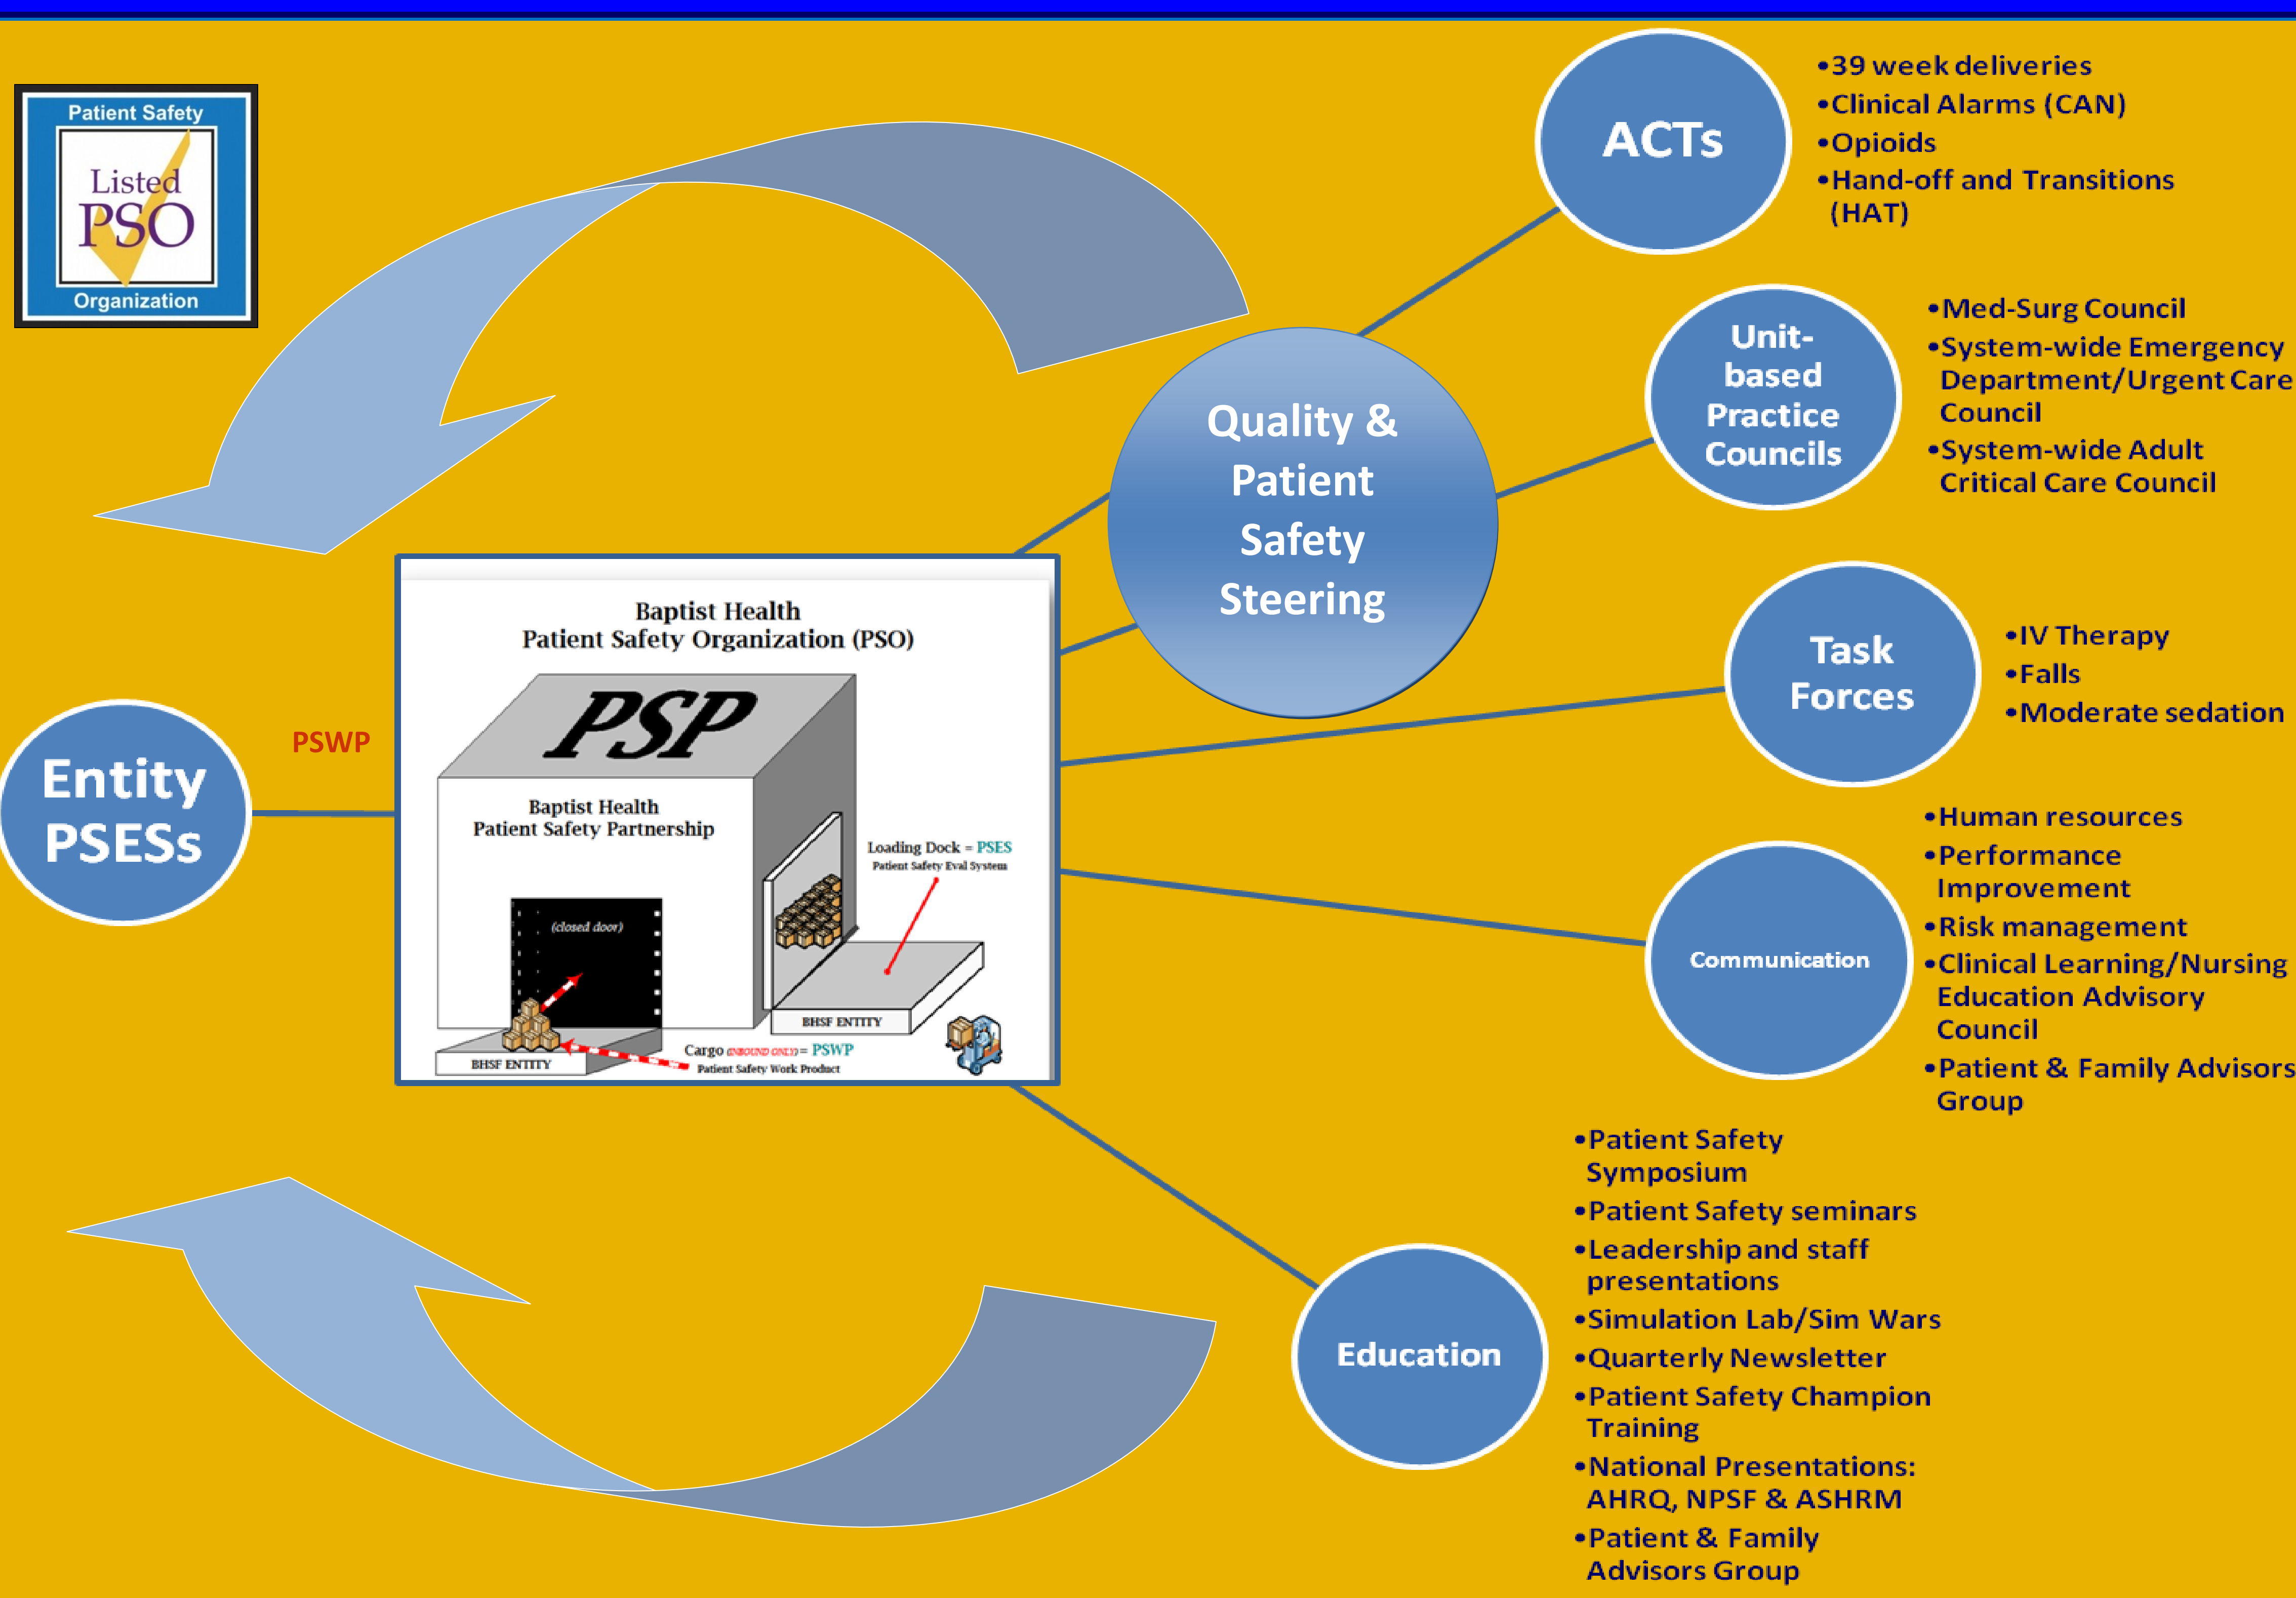 Patient Safety
Listed
PSO
Organization
ACTs
•39 week deliveries
•Clinical Alarms (CAN)
•Opioids
•Hand-off and Transitions
(HAT)
Unit-
based
Practice
Councils
•Med-Surg Council
•System-wide Emergency
Department/Urgent Care
Council
•System-wide Adult
Critical Care Council
Quality &
Patient
Safety
Steering
Task
Forces
•IV Therapy
•Falls
•Moderate sedation
Entity
PSESs
PSWP
Baptist Health
Patient Safety Organization (PSO)
PSP
Baptist Health
Patient Safety Partnership
Loading Dock = PSES
Patient Safety Eval System
(closed door)
BHSF ENTITY
Cargo (INBOUND ONLY) = PSWP
Patient Safety Work Product
BHSF ENTITY
Communication
•Human resources
•Performance
Improvement
•Risk management
•Clinical Learning/Nursing
Education Advisory
Council
•Patient & Family Advisors
Group
Education
•Patient Safety
Symposium
•Patient Safety seminars
•Leadership and staff
presentations
•Simulation Lab/Sim Wars
•Quarterly Newsletter
•Patient Safety Champion
Training
•National Presentations:
AHRQ, NPSF & ASHRM
•Patient & Family
Advisors Group